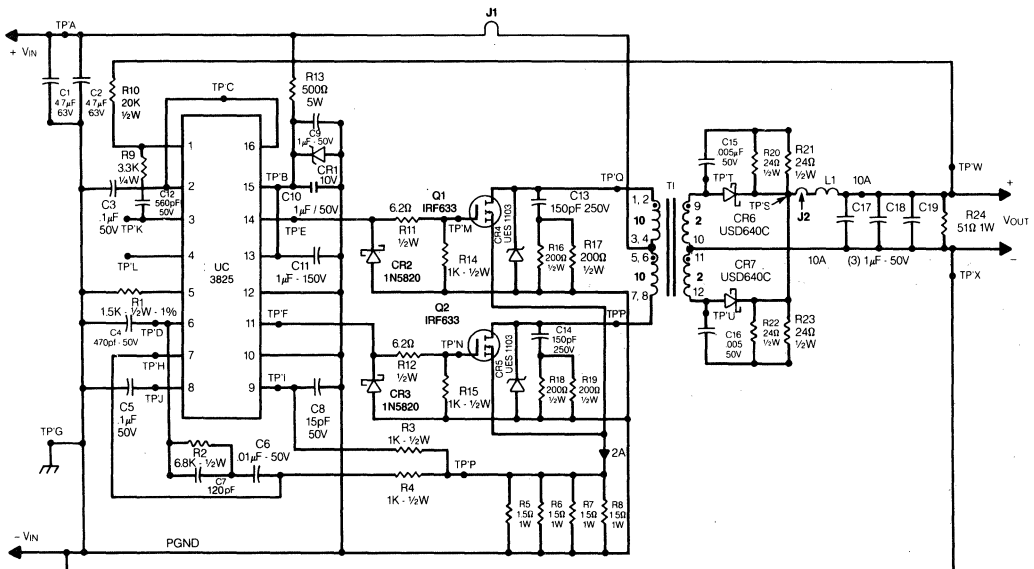 J1
TP'A
+ VIN
C1
4.7µF
63V
C2
4.7µF
63V
R10
20K
½W
TP'C
R13
500Ω
5W
C9
1µF - 50V
CR1
10V
R9
3.3K
¼W
C12
560pF
50V
C3
.1µF
50V
TP'K
TP'L
1
2
3
4
5
6
7
8
16
15
14
13
12
11
10
9
UC
3825
TP'B
C10
1µF / 50V
TP'E
C11
1µF - 150V
R1
1.5K - ½W - 1%
TP'D
C4
470pf - 50V
TP'H
TP'J
C5
.1µF
50V
TP'F
TP'I
C8
15pF
50V
TP'G
R2
6.8K - ½W
C7
120pF
C6
.01µF - 50V
R3
1K - ½W
R4
1K - ½W
TP'P
Q1
IRF633
6.2Ω
R11
½W
TP'M
CR2
1N5820
R14
1K - ½W
CR4
UES 1103
C13
150pF 250V
R16
200Ω
½W
R17
200Ω
½W
TP'Q
Q2
IRF633
6.2Ω
R12
½W
TP'N
CR3
1N5820
R15
1K - ½W
CR5
UES 1103
C14
150pF
250V
R18
200Ω
½W
R19
200Ω
½W
TP'P
2A
R5
1.5Ω
1W
R6
1.5Ω
1W
R7
1.5Ω
1W
R8
1.5Ω
1W
T1
1, 2
10
3, 4
5, 6
10
7, 8
9
2
10
11
2
12
C15
.005µF
50V
R20
24Ω
½W
R21
24Ω
½W
TP'T
CR6
USD640C
TP'S
J2
L1
10A
C17
C18
C19
(3) 1µF - 50V
10A
R24
51Ω 1W
TP'W
+
VOUT
−
TP'X
CR7
USD640C
TP'U
C16
.005
50V
R22
24Ω
½W
R23
24Ω
½W
− VIN
PGND